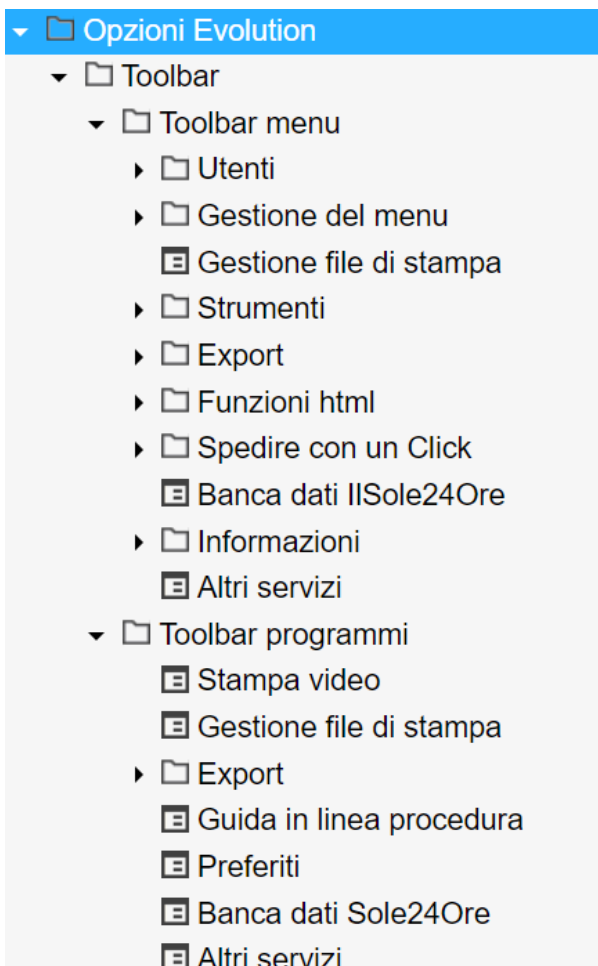 Opzioni Evolution
Toolbar
Toolbar menu
Utenti
Gestione del menu
Gestione file di stampa
Strumenti
Export
Funzioni html
Spedire con un Click
Banca dati IlSole24Ore
Informazioni
Altri servizi
Toolbar programmi
Stampa video
Gestione file di stampa
Export
Guida in linea procedura
Preferiti
Banca dati Sole24Ore
Altri servizi